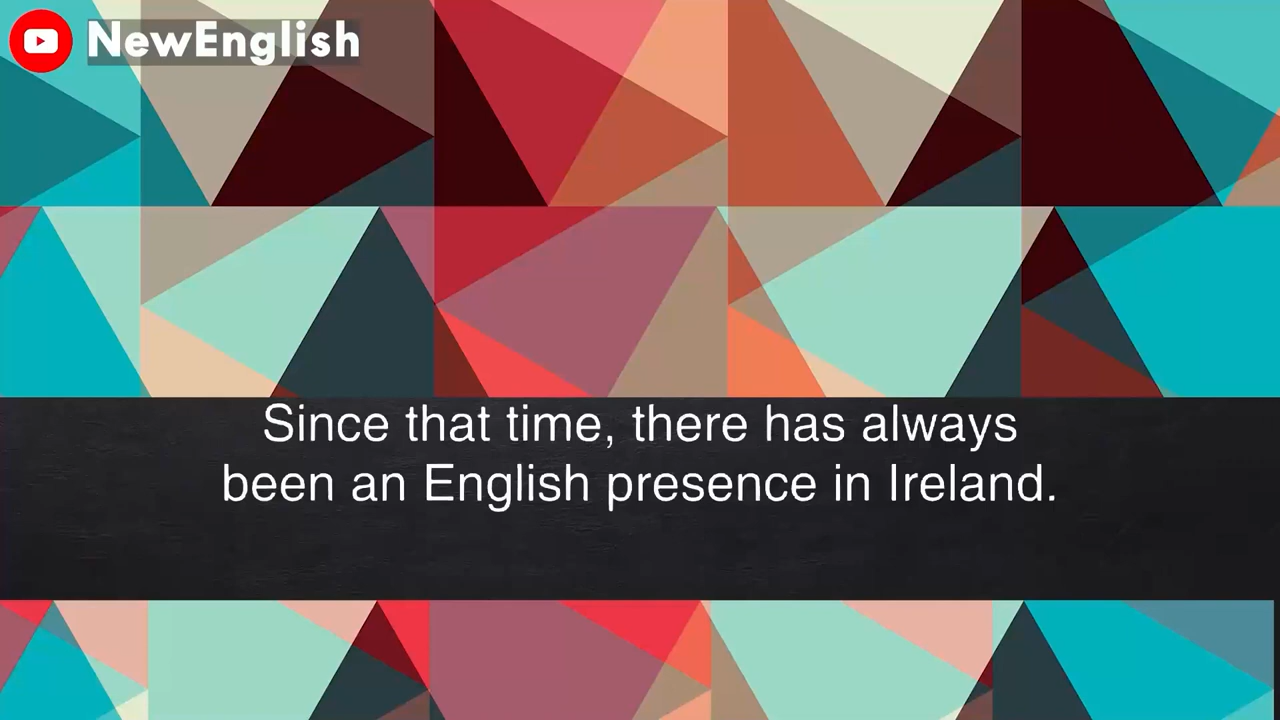 NewEnglish
Since that time, there has always
been an English presence in Ireland.